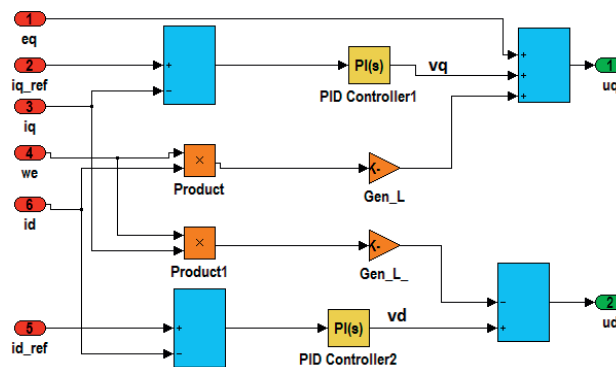 1
eq
2
iq_ref
3
iq
4
we
6
id
5
id_ref
+
−
PI(s)
PID Controller1
vq
+
+
+
1
uq
×
Product
K-
Gen_L
×
Product1
K-
Gen_L_
+
−
PI(s)
PID Controller2
vd
−
+
2
ud